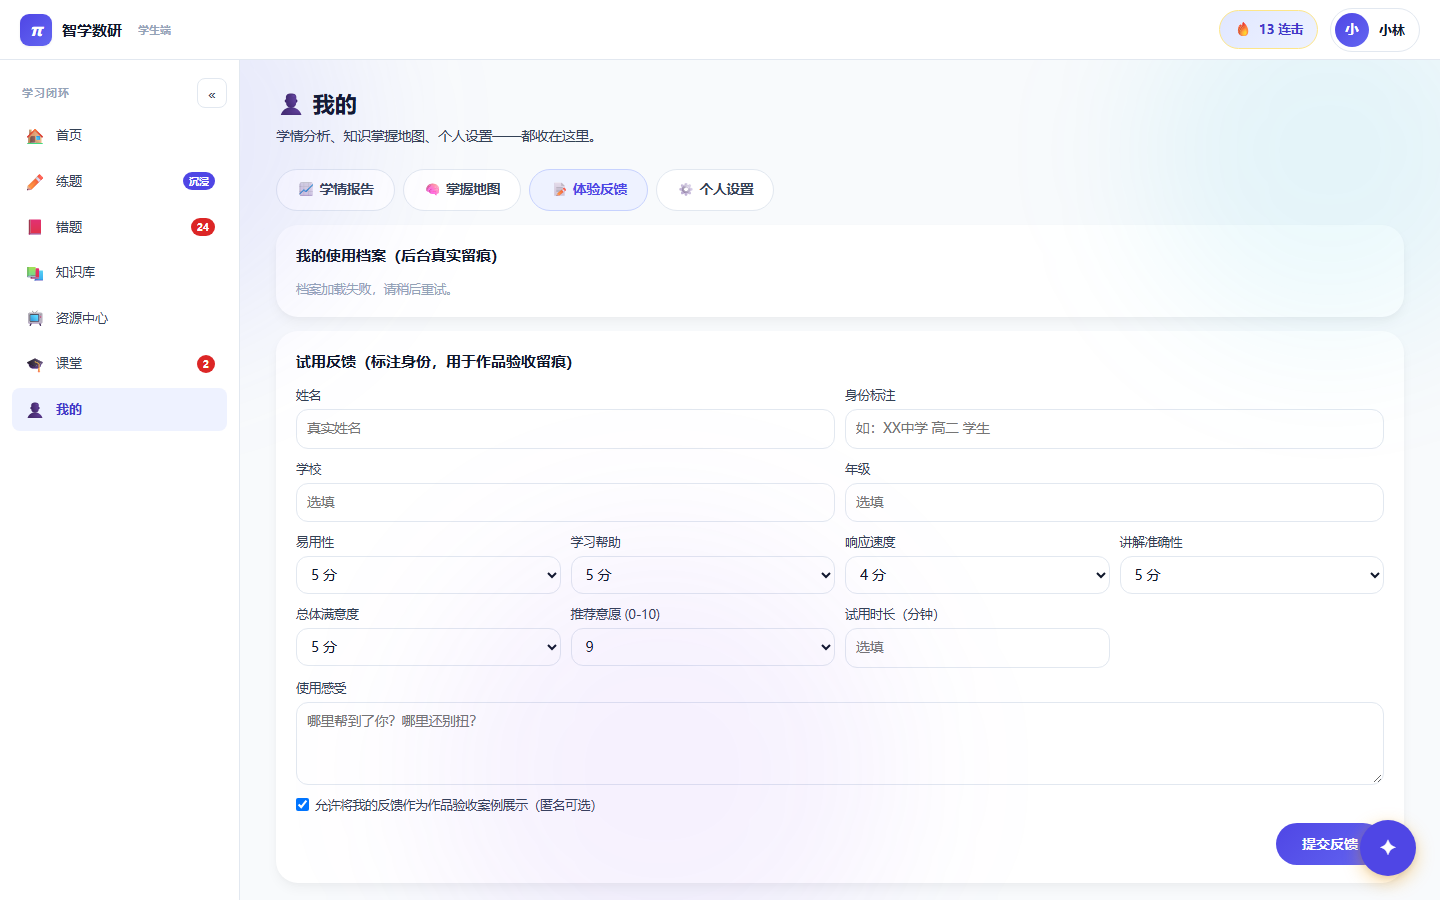 π 智学数研 学生端
13 连击
小 小林
学习闭环 «
首页
练题 沉浸
错题 24
知识库
资源中心
课堂 2
我的
我的
学情分析、知识掌握地图、个人设置——都收在这里。
学情报告 掌握地图 体验反馈 个人设置
我的使用档案（后台真实留痕）
档案加载失败，请稍后重试。
试用反馈（标注身份，用于作品验收留痕）
姓名 身份标注
真实姓名 如：XX中学 高二 学生
学校 年级
选填 选填
易用性 学习帮助 响应速度 讲解准确性
5 分 5 分 4 分 5 分
总体满意度 推荐意愿 (0-10) 试用时长（分钟）
5 分 9 选填
使用感受
哪里帮到了你？哪里还别扭？
允许将我的反馈作为作品验收案例展示（匿名可选）
提交反馈